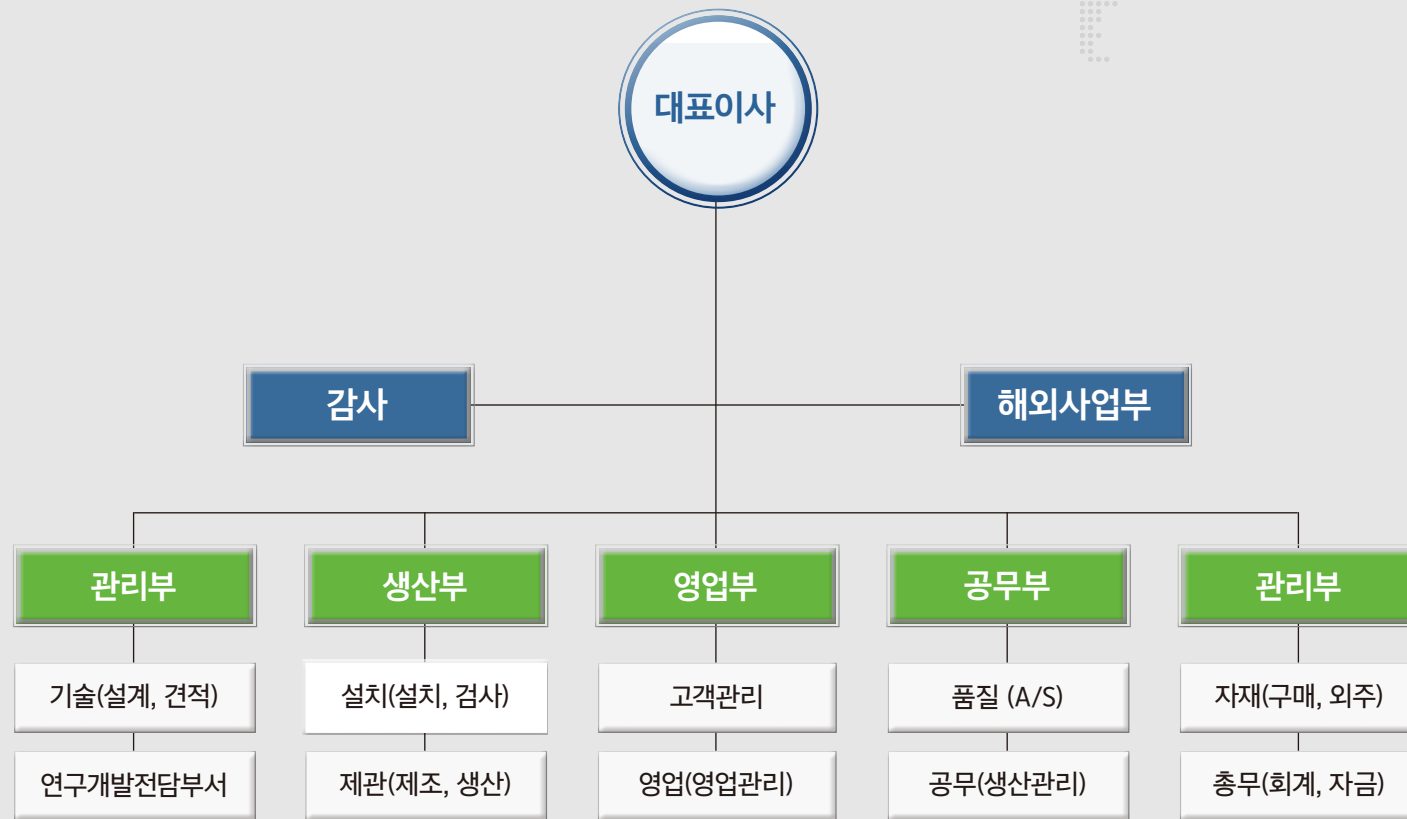 대표이사
감사
해외사업부
관리부
생산부
영업부
공무부
관리부
기술(설계, 견적)
설치(설치, 검사)
고객관리
품질 (A/S)
자재(구매, 외주)
연구개발전담부서
제관(제조, 생산)
영업(영업관리)
공무(생산관리)
총무(회계, 자금)